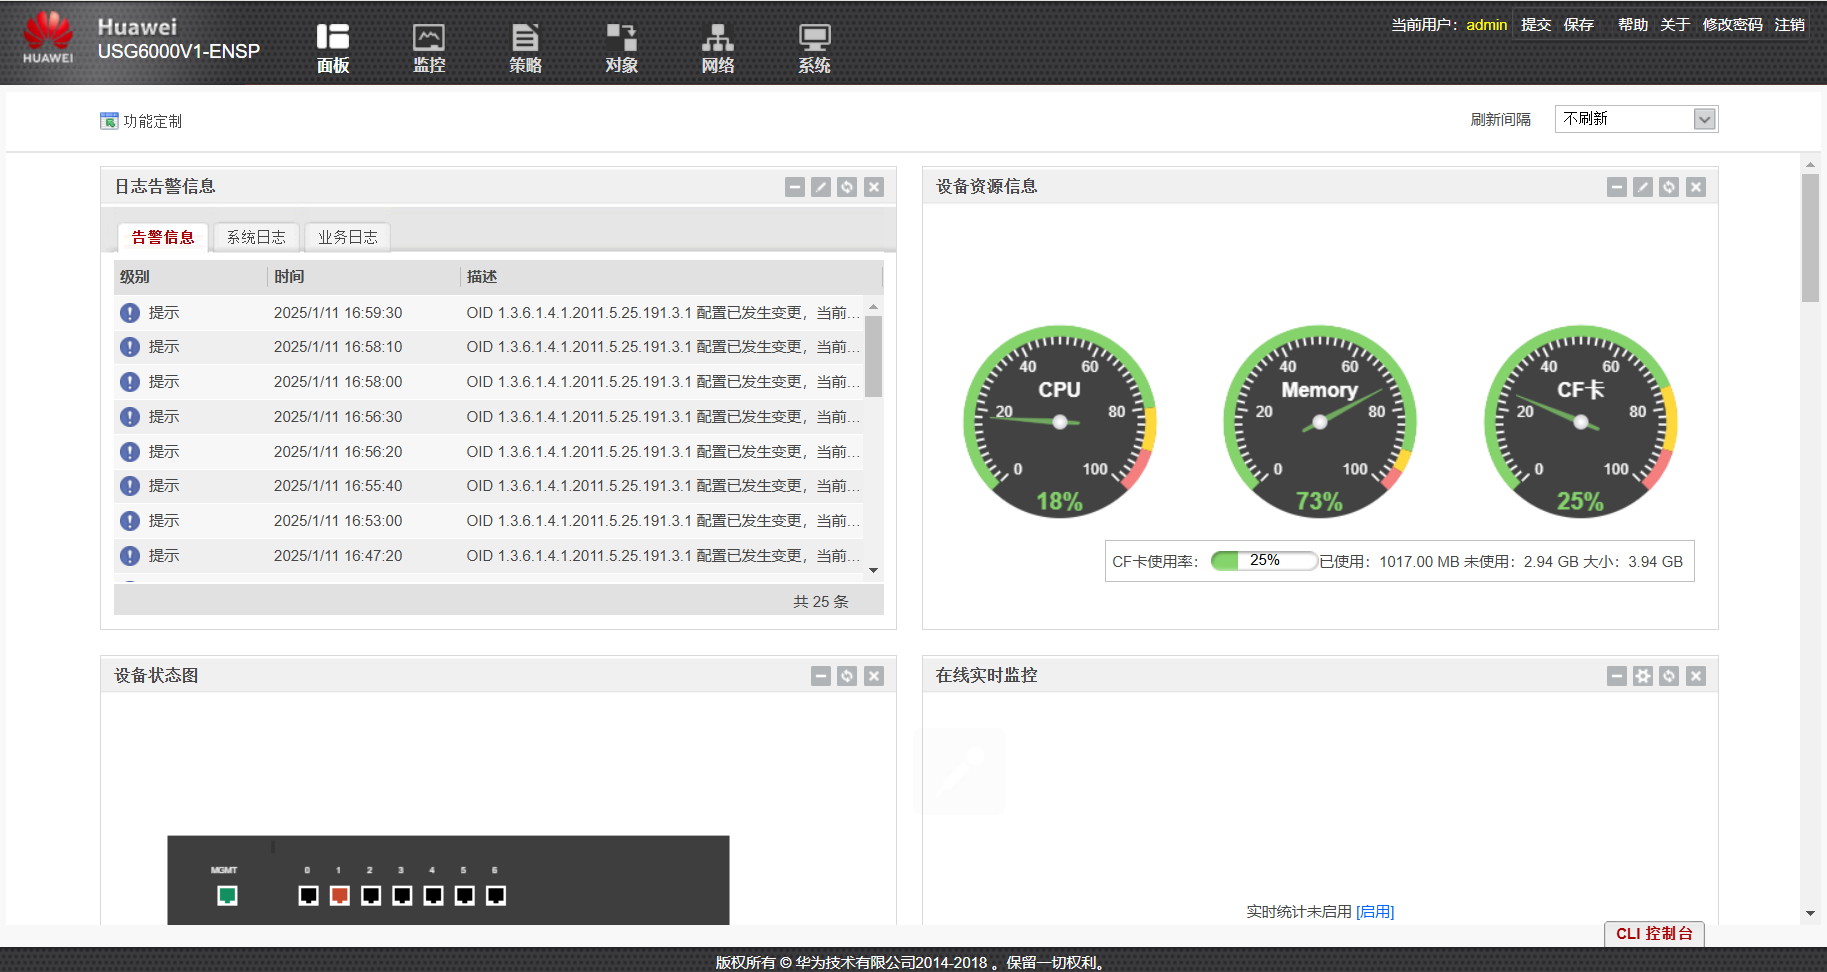 HUAWEI
Huawei
USG6000V1-ENSP
面板
监控
策略
对象
网络
系统
当前用户：admin 提交 保存 帮助 关于 修改密码 注销
功能定制
刷新间隔 不刷新
日志告警信息
告警信息 系统日志 业务日志
级别 时间 描述
提示 2025/1/11 16:59:30 OID 1.3.6.1.4.1.2011.5.25.191.3.1 配置已发生变更，当前...
提示 2025/1/11 16:58:10 OID 1.3.6.1.4.1.2011.5.25.191.3.1 配置已发生变更，当前...
提示 2025/1/11 16:58:00 OID 1.3.6.1.4.1.2011.5.25.191.3.1 配置已发生变更，当前...
提示 2025/1/11 16:56:30 OID 1.3.6.1.4.1.2011.5.25.191.3.1 配置已发生变更，当前...
提示 2025/1/11 16:56:20 OID 1.3.6.1.4.1.2011.5.25.191.3.1 配置已发生变更，当前...
提示 2025/1/11 16:55:40 OID 1.3.6.1.4.1.2011.5.25.191.3.1 配置已发生变更，当前...
提示 2025/1/11 16:53:00 OID 1.3.6.1.4.1.2011.5.25.191.3.1 配置已发生变更，当前...
提示 2025/1/11 16:47:20 OID 1.3.6.1.4.1.2011.5.25.191.3.1 配置已发生变更，当前...
共 25 条
设备资源信息
40 60 40 60 40 60
CPU Memory CF卡
20 80 20 80 20 80
0 100 0 100 0 100
18% 73% 25%
CF卡使用率： 25% 已使用：1017.00 MB 未使用：2.94 GB 大小：3.94 GB
设备状态图
MGMT 0 1 2 3 4 5 6
在线实时监控
实时统计未启用 [启用]
CLI 控制台
版权所有 © 华为技术有限公司2014-2018 。保留一切权利。